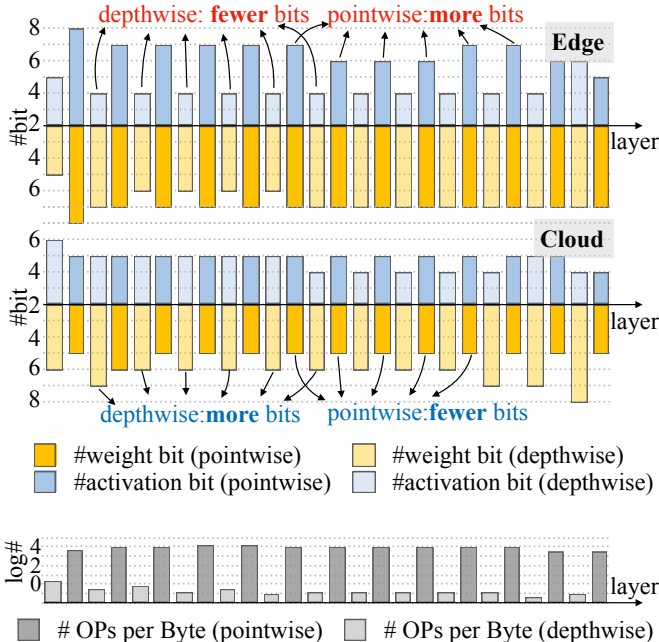 depthwise: fewer bits pointwise:more bits
8
Edge
6
4
2
#bit
layer
4
6
6
Cloud
4
2
#bit
layer
4
6
8
depthwise:more bits pointwise:fewer bits
#weight bit (pointwise) #weight bit (depthwise)
#activation bit (pointwise) #activation bit (depthwise)
4
2
0
log#
layer
# OPs per Byte (pointwise) # OPs per Byte (depthwise)